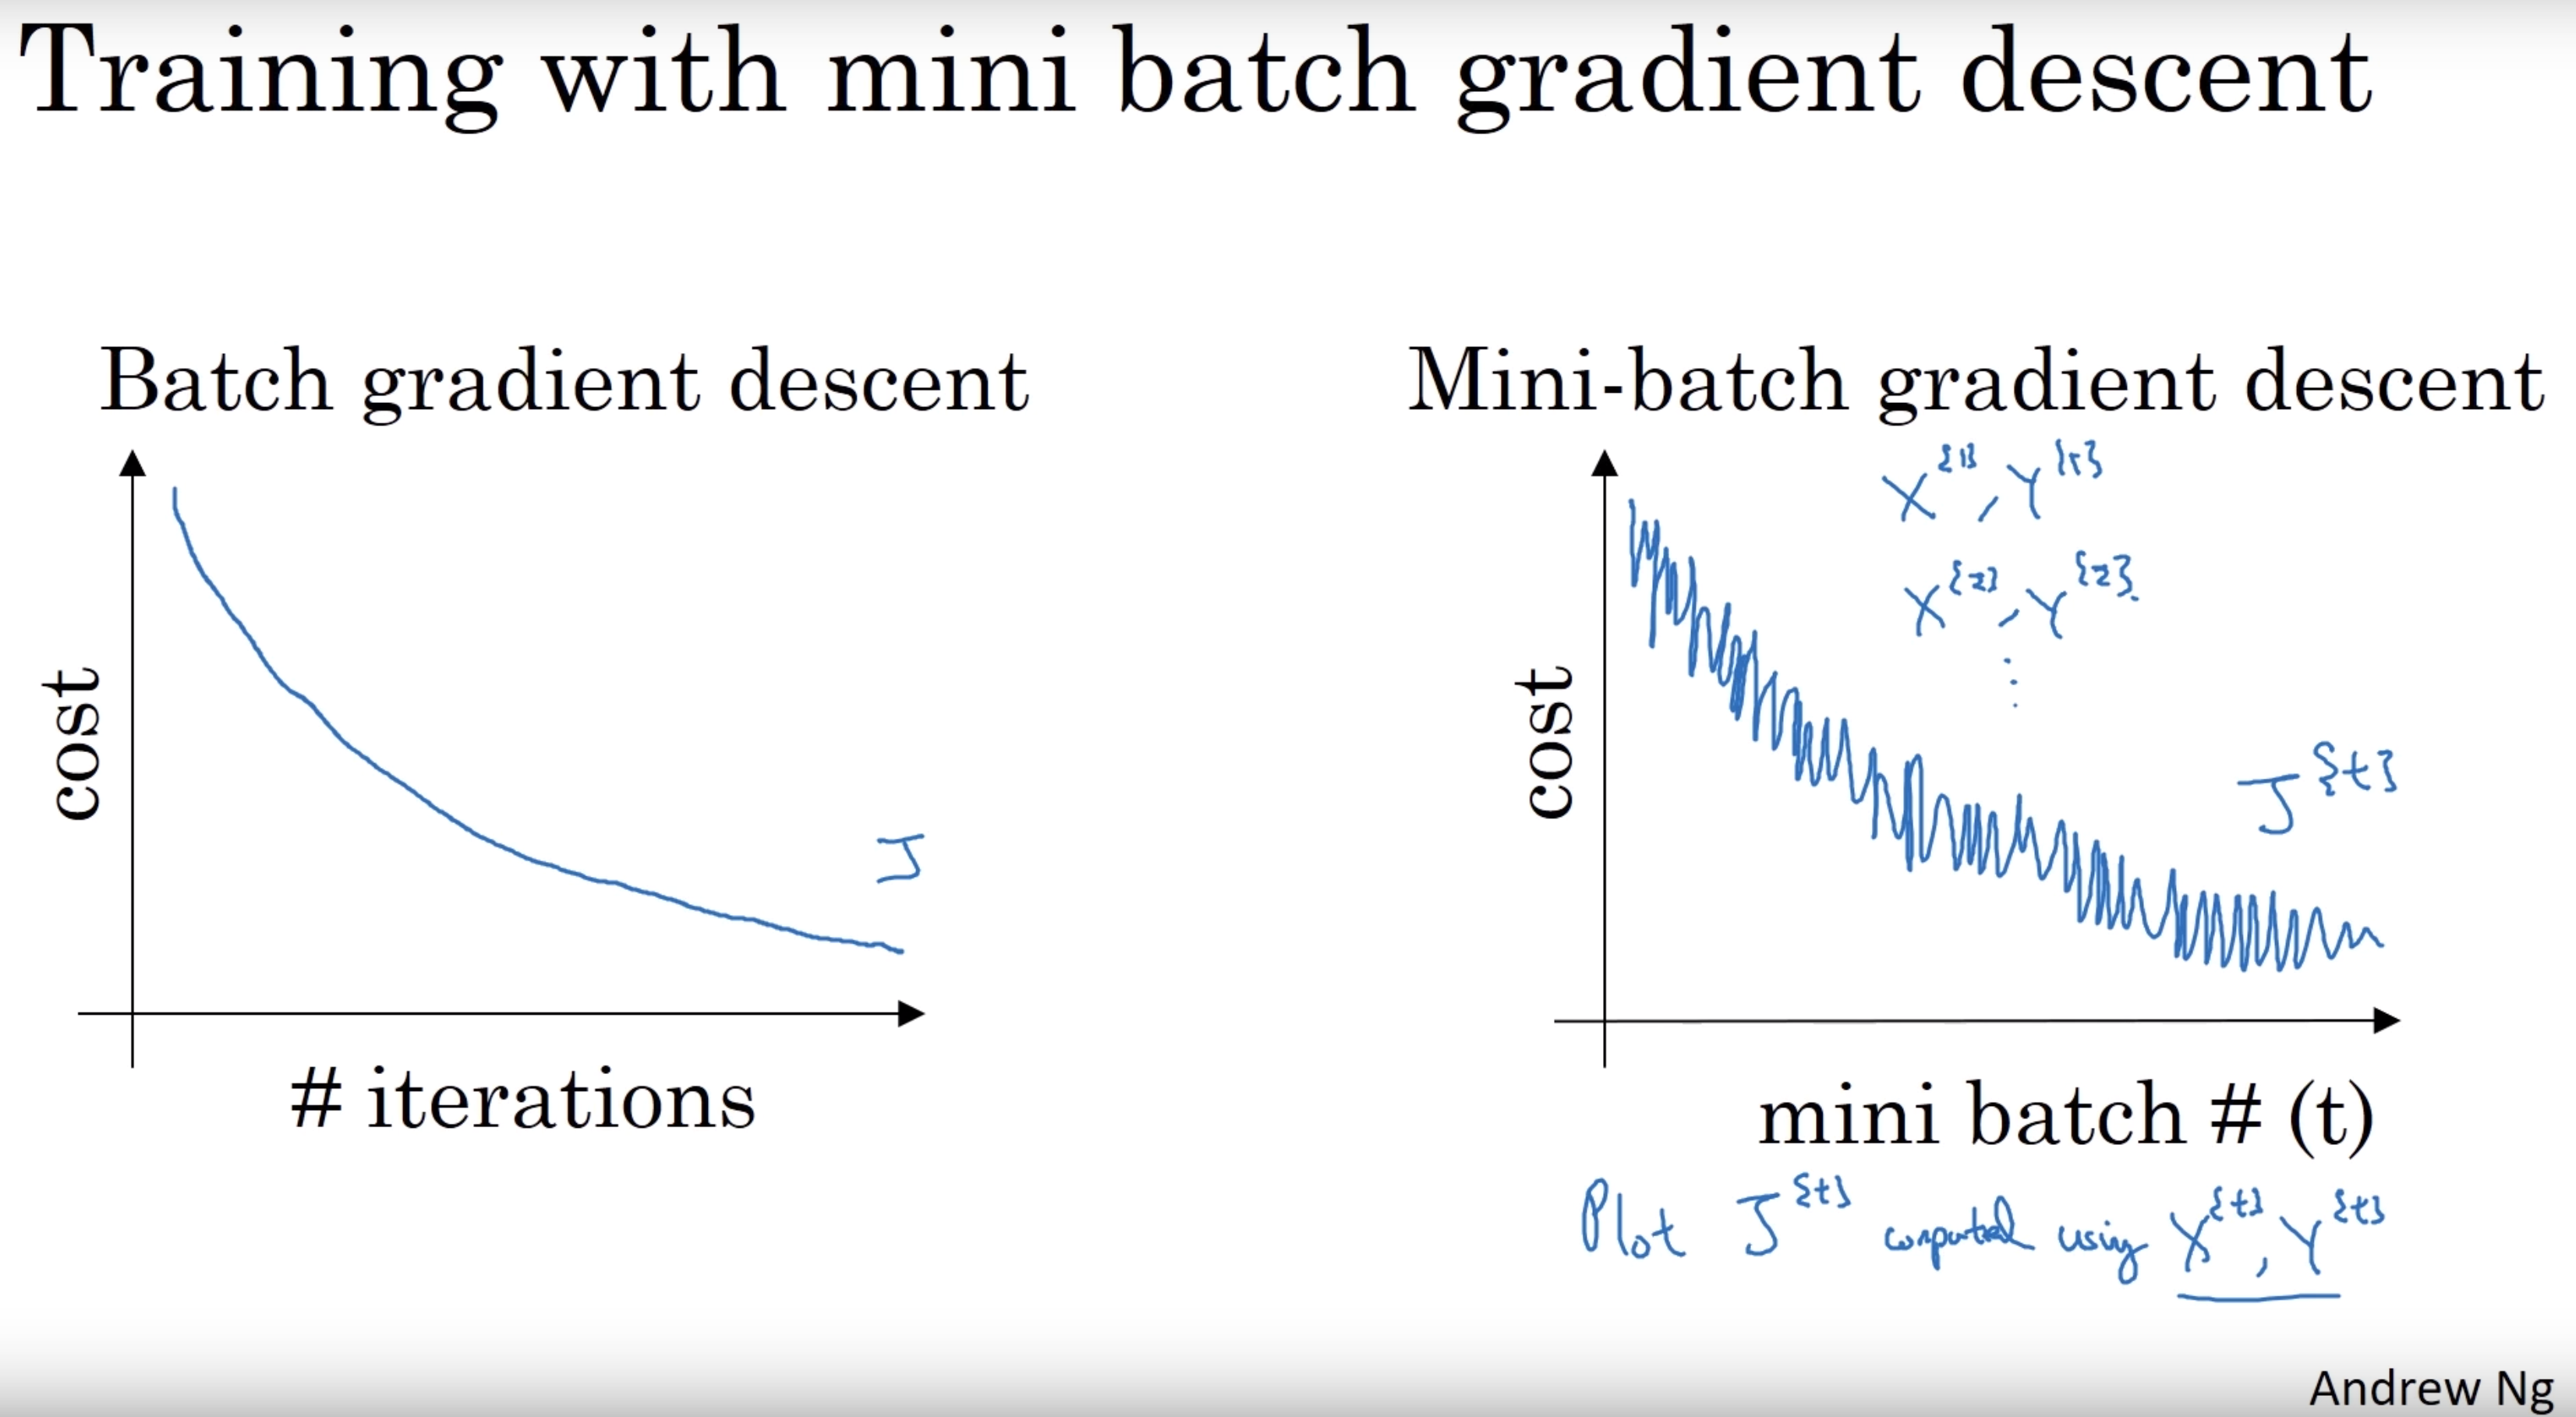 Training with mini batch gradient descent
Batch gradient descent
cost
J
# iterations
Mini-batch gradient descent
X^{1}, Y^{1}
X^{2}, Y^{2}
⋮
cost
J^{t}
mini batch # (t)
Plot J^{t} computed using X^{t}, Y^{t}
Andrew Ng